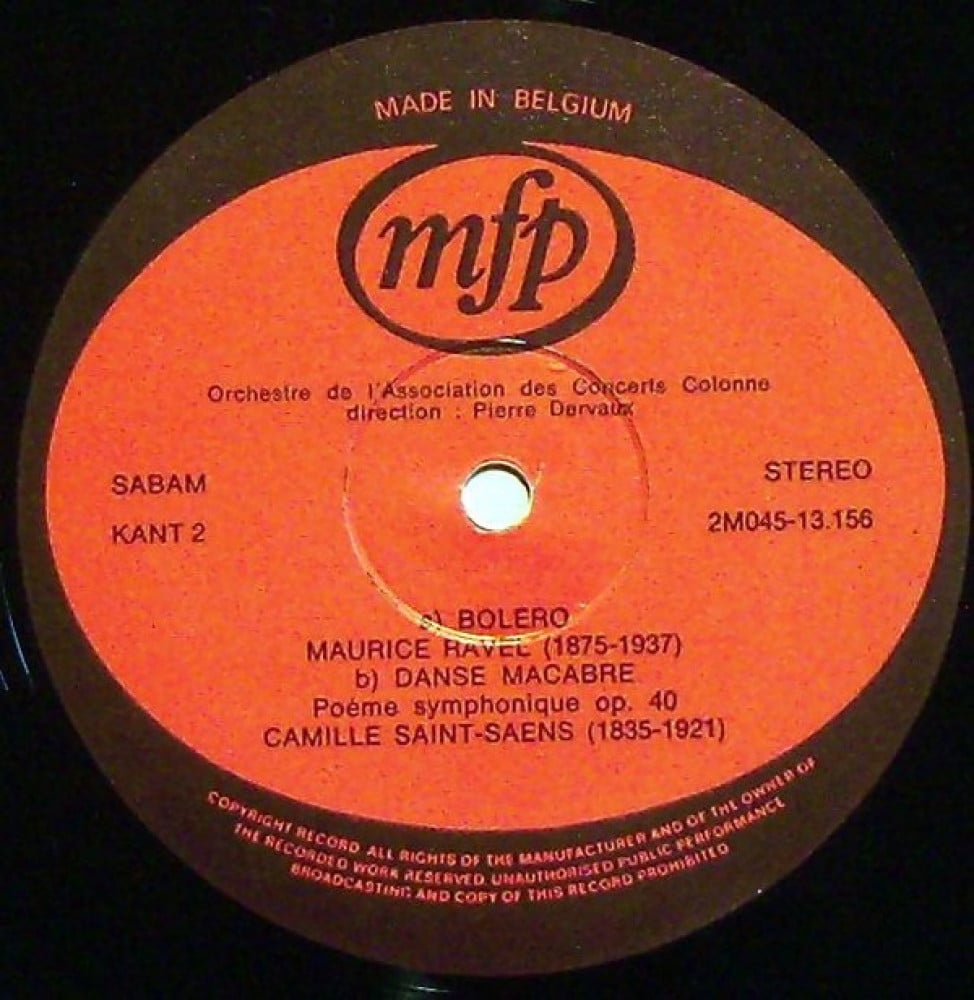 MADE IN BELGIUM
mfp
Orchestre de l'Association des Concerts Colonne
direction : Pierre Dervaux
SABAM
STEREO
KANT 2
2M045-13.156
a) BOLERO
MAURICE RAVEL (1875-1937)
b) DANSE MACABRE
Poéme symphonique op. 40
CAMILLE SAINT-SAENS (1835-1921)
COPYRIGHT RECORD ALL RIGHTS OF THE MANUFACTURER AND OF THE OWNER OF
THE RECORDED WORK RESERVED UNAUTHORISED PUBLIC PERFORMANCE
BROADCASTING AND COPY OF THIS RECORD PROHIBITED